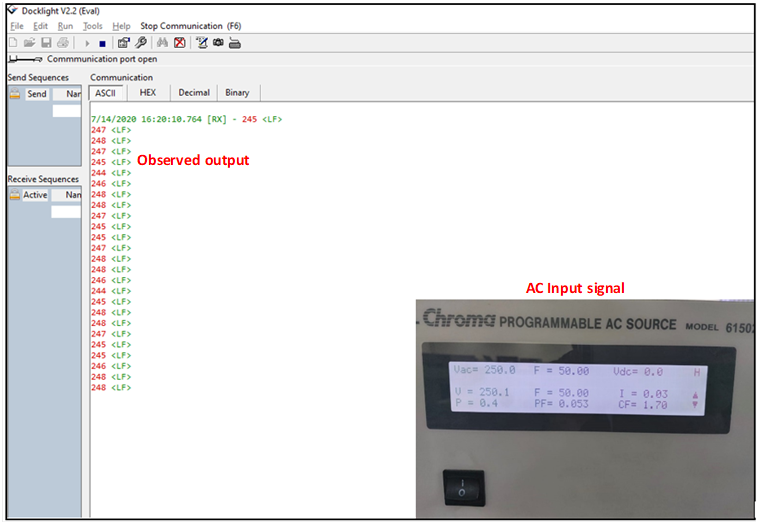 Docklight V2.2 (Eval)
File Edit Run Tools Help Stop Communication (F6)
Commmunication port open
Send Sequences
Send Nar
Communication
ASCII HEX Decimal Binary
7/14/2020 16:20:10.764 [RX] - 245 <LF>
247 <LF>
248 <LF>
247 <LF>
245 <LF>
Observed output
244 <LF>
246 <LF>
Receive Sequences
Active Nan
248 <LF>
248 <LF>
247 <LF>
245 <LF>
245 <LF>
247 <LF>
248 <LF>
248 <LF>
246 <LF>
244 <LF>
245 <LF>
248 <LF>
248 <LF>
247 <LF>
245 <LF>
245 <LF>
246 <LF>
248 <LF>
248 <LF>
AC Input signal
Chroma PROGRAMMABLE AC SOURCE MODEL 61502
Vac= 250.0 F = 50.00 Vdc= 0.0 H
V = 250.1 F = 50.00 I = 0.03
P = 0.4 PF= 0.053 CF= 1.70